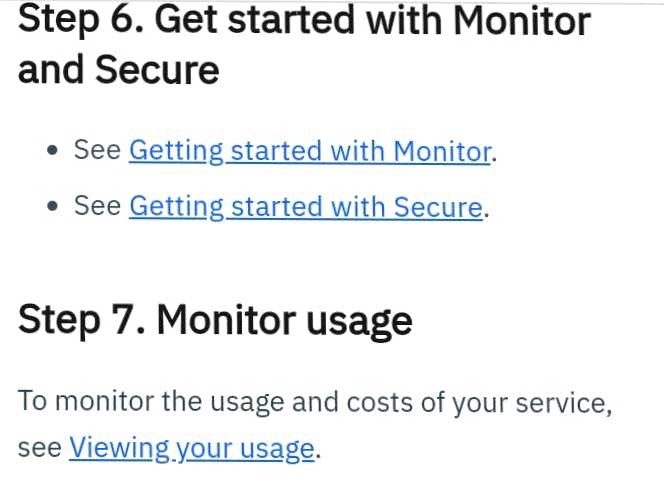 Step 6. Get started with Monitor
and Secure
• See Getting started with Monitor.
• See Getting started with Secure.
Step 7. Monitor usage
To monitor the usage and costs of your service,
see Viewing your usage.